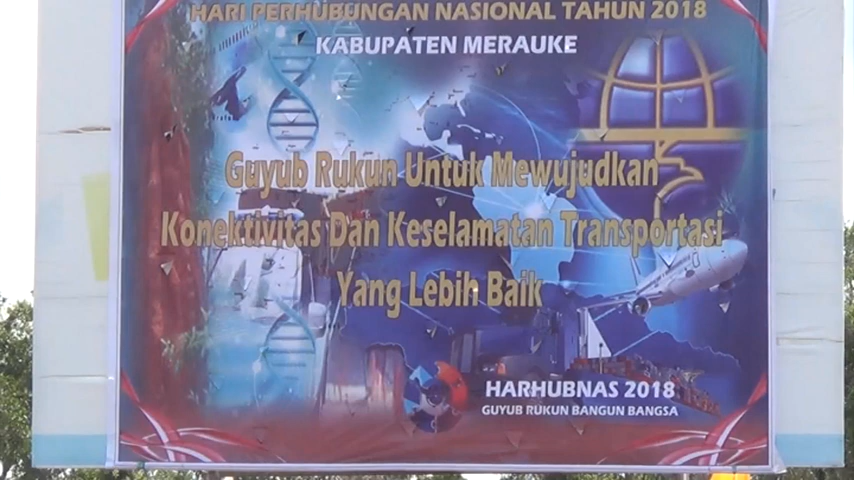 HARI PERHUBUNGAN NASIONAL TAHUN 2018
KABUPATEN MERAUKE
Guyub Rukun Untuk Mewujudkan
Konektivitas Dan Keselamatan Transportasi
Yang Lebih Baik
HARHUBNAS 2018
GUYUB RUKUN BANGUN BANGSA